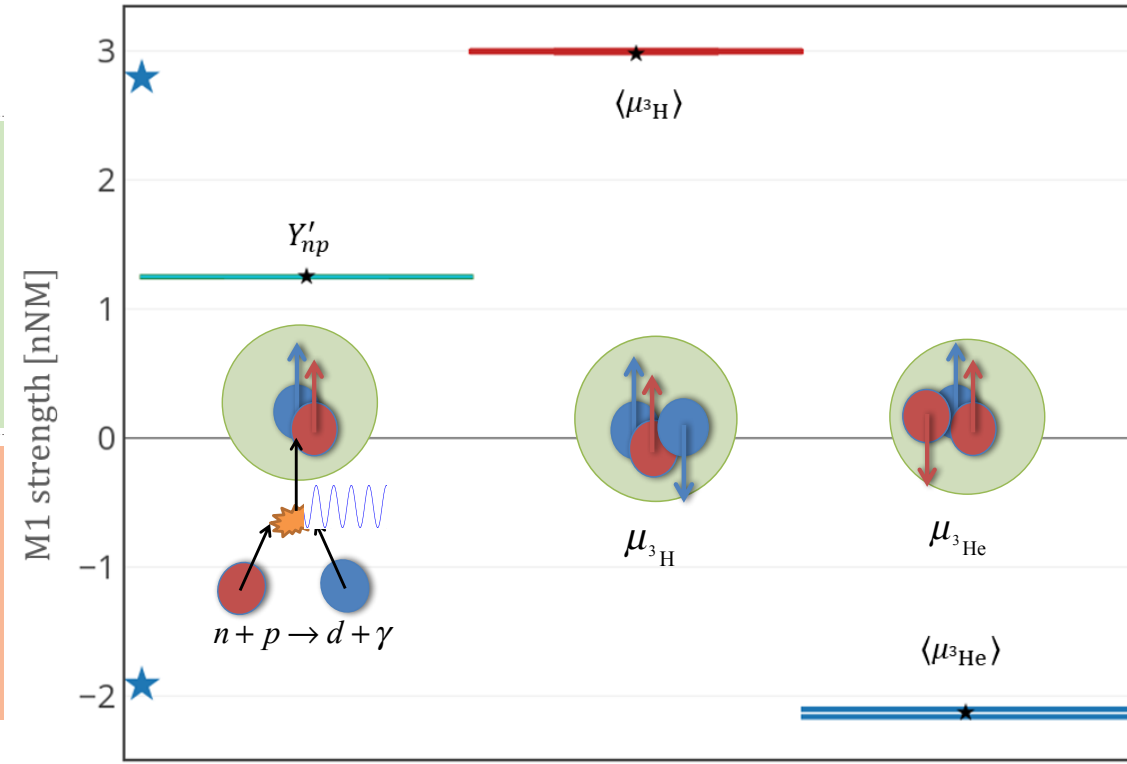 3
⟨μ³H⟩
2
Y′np
1
M1 strength [nNM]
0
μ³H
μ³He
−1
n + p → d + γ
⟨μ³He⟩
−2